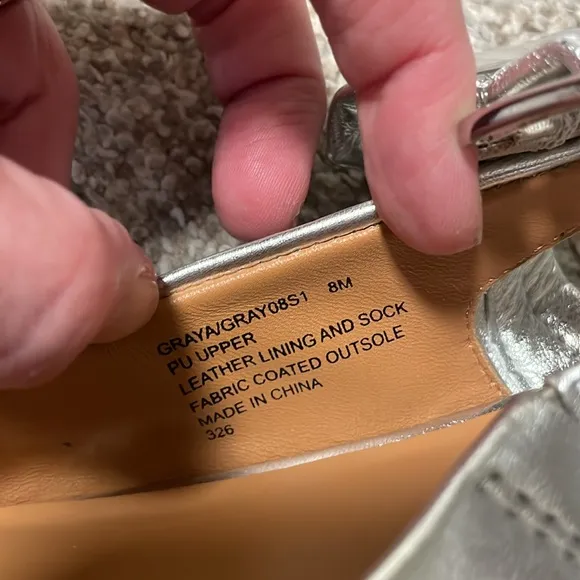 GRAYA/GRAY08S1 8M
PU UPPER
LEATHER LINING AND SOCK
FABRIC COATED OUTSOLE
MADE IN CHINA
326